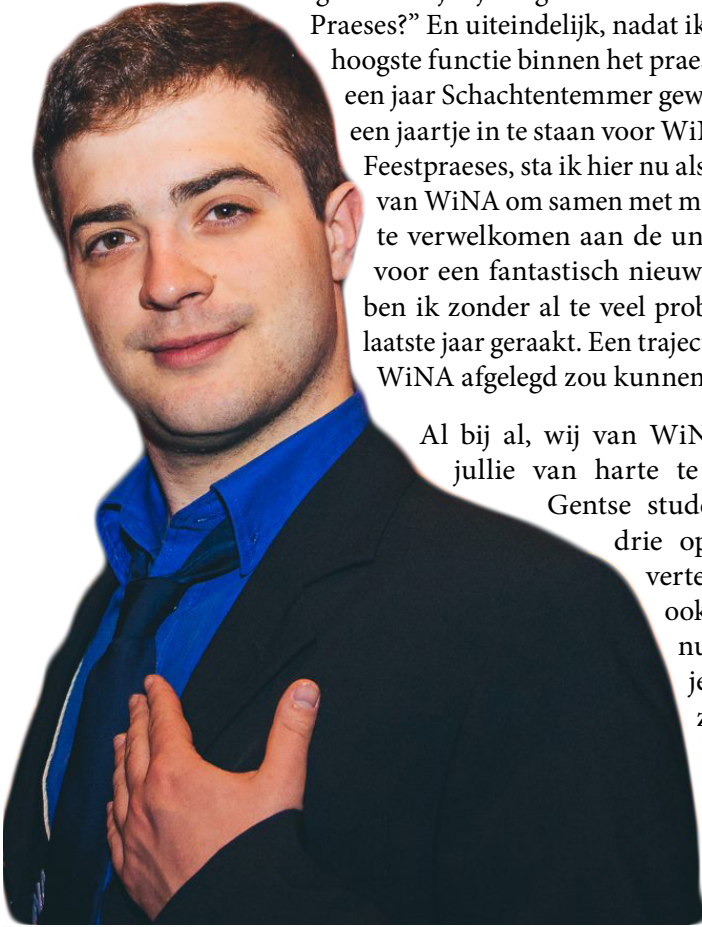 Praeses?” En uiteindelijk, nadat ik
hoogste functie binnen het prae
een jaar Schachtentemmer gew
een jaartje in te staan voor WiN
Feestpraeses, sta ik hier nu als
van WiNA om samen met m
te verwelkomen aan de un
voor een fantastisch nieuw
ben ik zonder al te veel prob
laatste jaar geraakt. Een trajec
WiNA afgelegd zou kunnen
Al bij al, wij van WiN
jullie van harte te
Gentse stud
drie op
verte
ook
nu
je
z